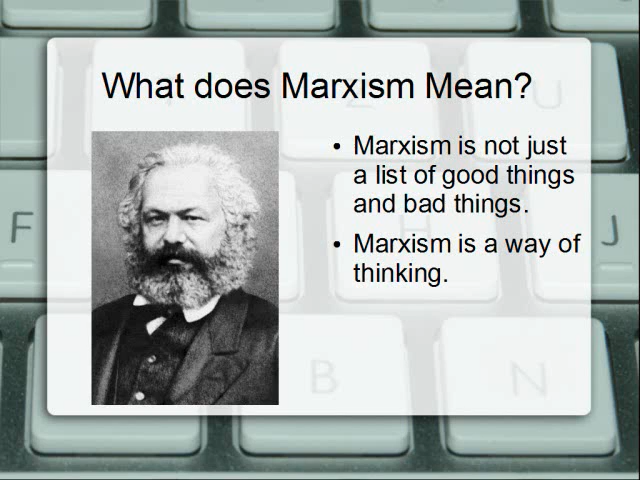 What does Marxism Mean?
• Marxism is not just
a list of good things
and bad things.
• Marxism is a way of
thinking.
U
F
H
J
B
N